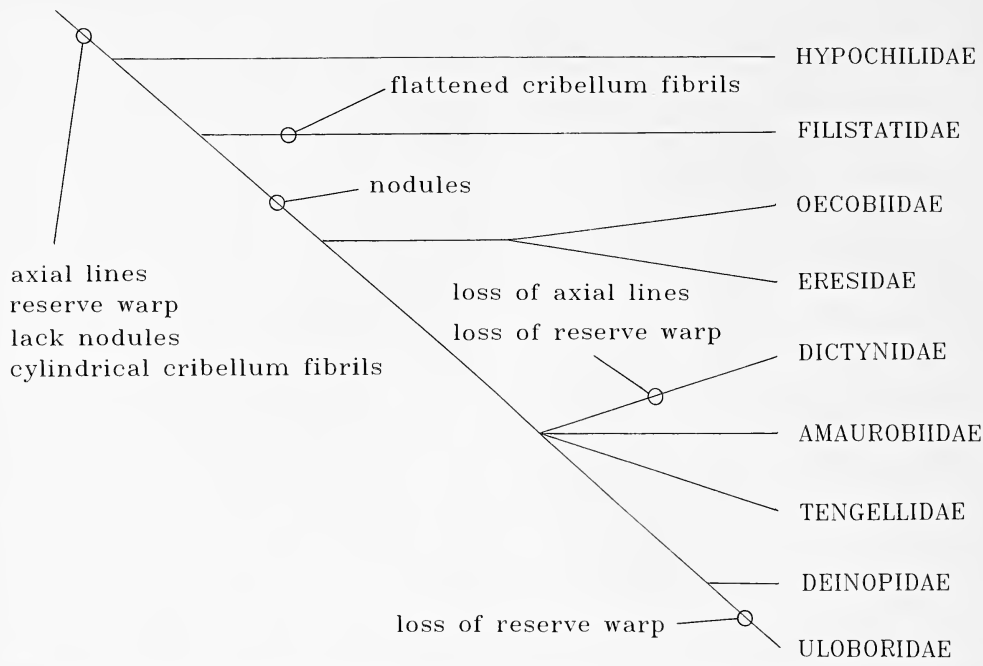 HYPOCHILIDAE
flattened cribellum fibrils
FILISTATIDAE
nodules
OECOBIIDAE
axial lines
reserve warp
lack nodules
cylindrical cribellum fibrils
ERESIDAE
loss of axial lines
loss of reserve warp
DICTYNIDAE
AMAUROBIIDAE
TENGELLIDAE
DEINOPIDAE
loss of reserve warp
ULOBORIDAE